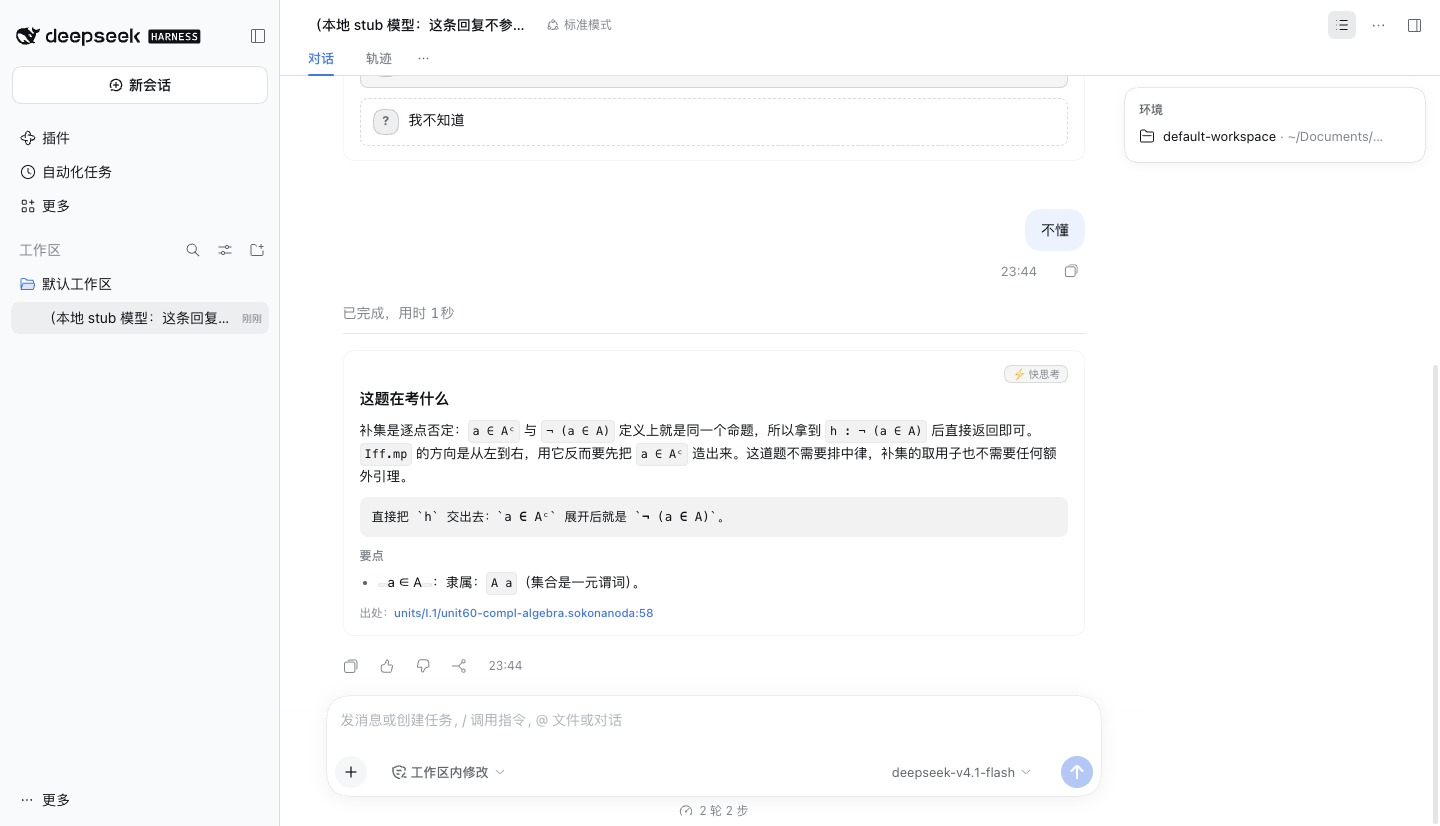 deepseek HARNESS
新会话
插件
自动化任务
更多
工作区
默认工作区
（本地 stub 模型：这条回复... 刚刚
... 更多
（本地 stub 模型：这条回复不参...
标准模式
对话
轨迹
...
? 我不知道
不懂
23:44
已完成，用时 1秒
⚡ 快思考
这题在考什么
补集是逐点否定：a ∈ Aᶜ 与 ¬ (a ∈ A) 定义上就是同一个命题，所以拿到 h : ¬ (a ∈ A) 后直接返回即可。
Iff.mp 的方向是从左到右，用它反而要先把 a ∈ Aᶜ 造出来。这道题不需要排中律，补集的取用子也不需要任何额
外引理。
直接把 `h` 交出去：`a ∈ Aᶜ` 展开后就是 `¬ (a ∈ A)`。
要点
• a ∈ A：隶属：A a（集合是一元谓词）。
出处：units/I.1/unit60-compl-algebra.sokonanoda:58
23:44
发消息或创建任务, / 调用指令, @ 文件或对话
工作区内修改
deepseek-v4.1-flash
2 轮 2 步
环境
default-workspace · ~/Documents/...